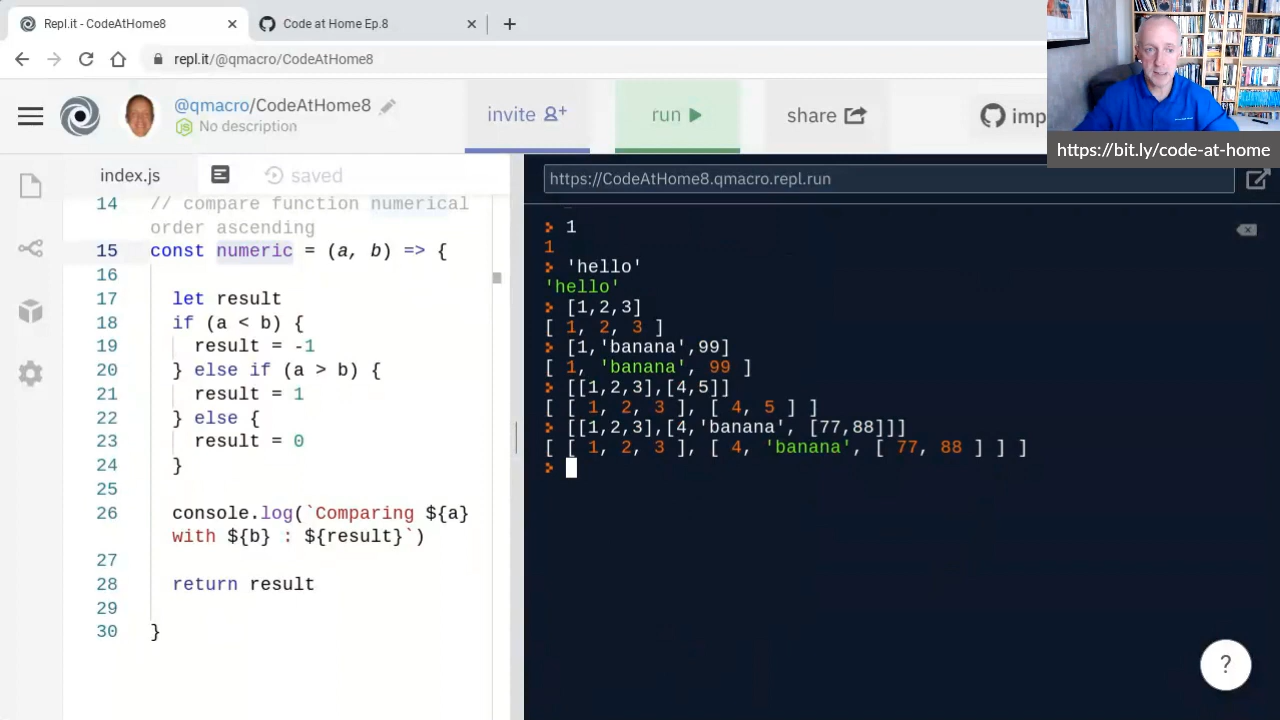 Repl.it - CodeAtHome8
Code at Home Ep.8
repl.it/@qmacro/CodeAtHome8
@qmacro/CodeAtHome8
No description
invite
run
share
imp
https://bit.ly/code-at-home
index.js
saved
https://CodeAtHome8.qmacro.repl.run
14 // compare function numerical
order ascending
15 const numeric = (a, b) => {
16
17 let result
18 if (a < b) {
19 result = -1
20 } else if (a > b) {
21 result = 1
22 } else {
23 result = 0
24 }
25
26 console.log(`Comparing ${a}
with ${b} : ${result}`)
27
28 return result
29
30 }
1
1
'hello'
'hello'
[1,2,3]
[ 1, 2, 3 ]
[1,'banana',99]
[ 1, 'banana', 99 ]
[[1,2,3],[4,5]]
[ [ 1, 2, 3 ], [ 4, 5 ] ]
[[1,2,3],[4,'banana', [77,88]]]
[ [ 1, 2, 3 ], [ 4, 'banana', [ 77, 88 ] ] ]
?